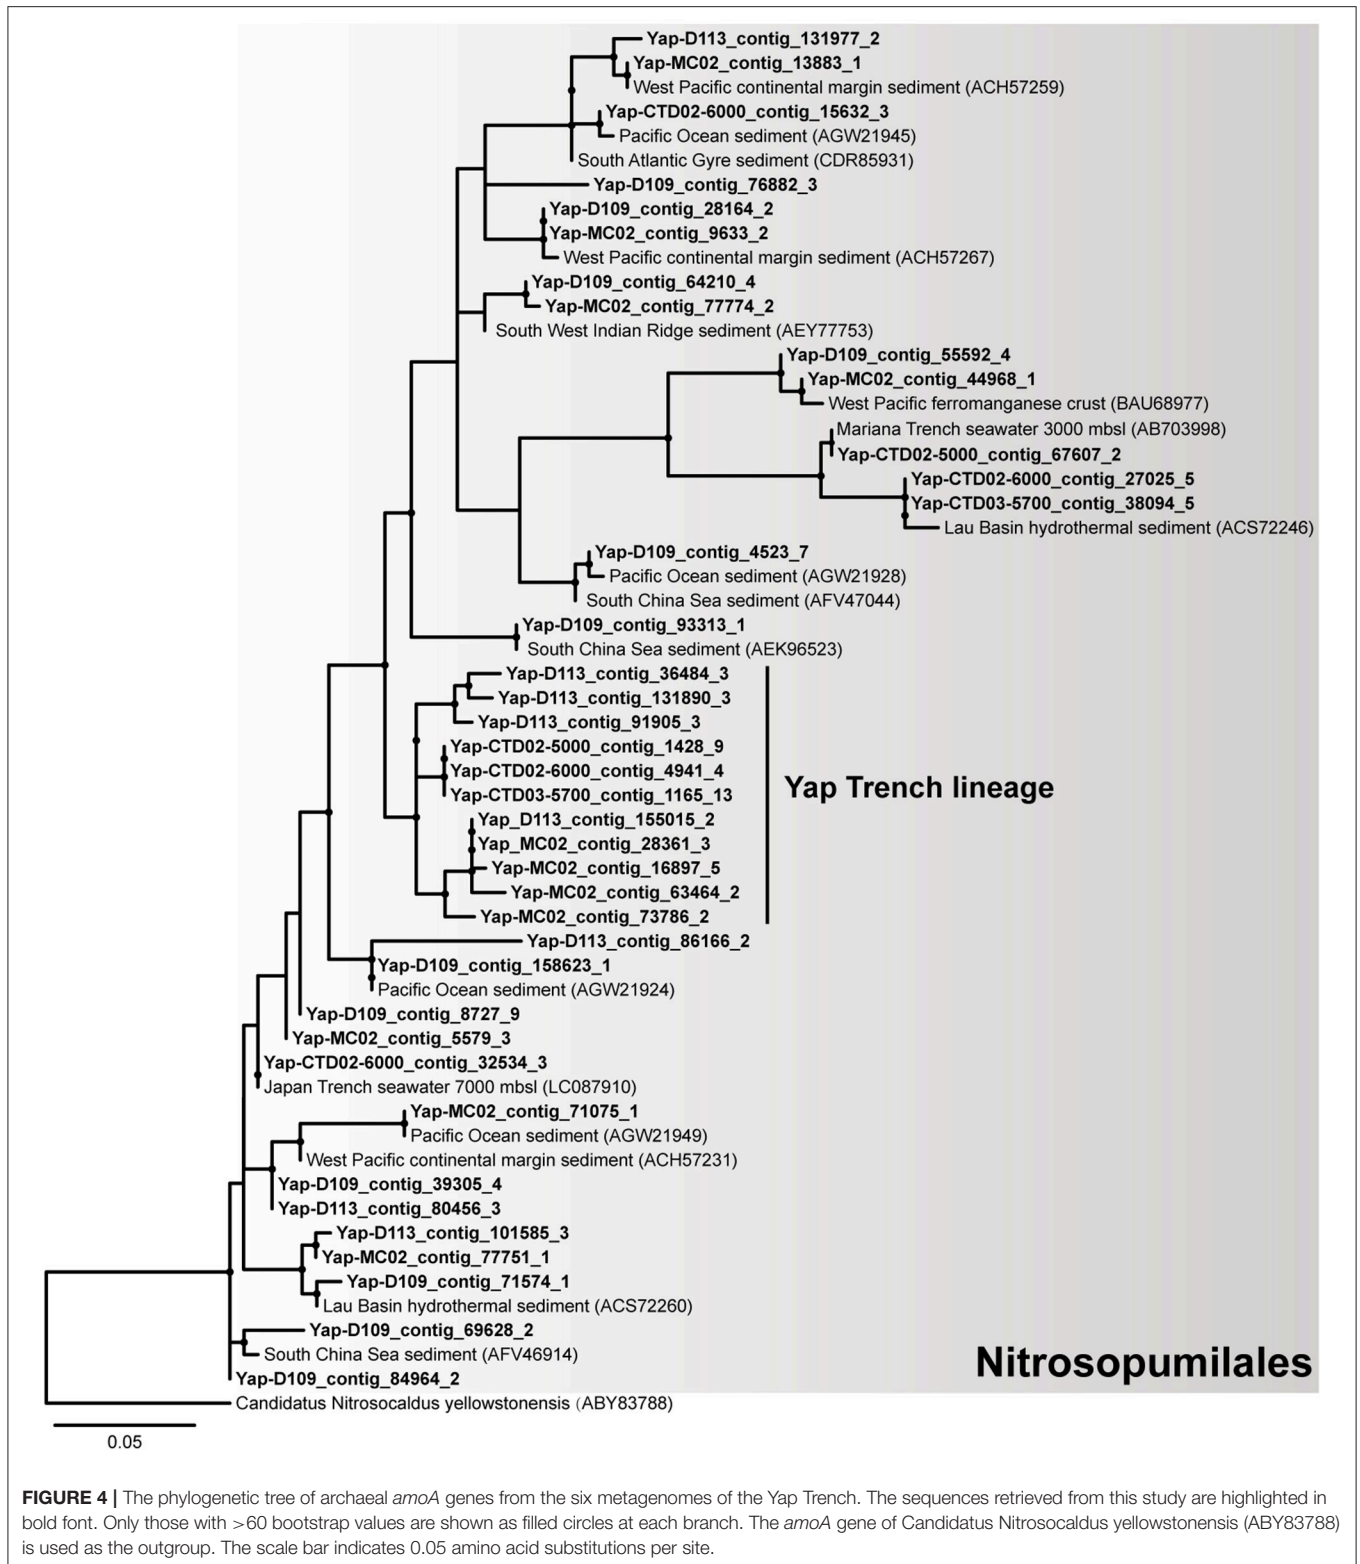 Yap-D113_contig_131977_2
Yap-MC02_contig_13883_1
West Pacific continental margin sediment (ACH57259)
Yap-CTD02-6000_contig_15632_3
Pacific Ocean sediment (AGW21945)
South Atlantic Gyre sediment (CDR85931)
Yap-D109_contig_76882_3
Yap-D109_contig_28164_2
Yap-MC02_contig_9633_2
West Pacific continental margin sediment (ACH57267)
Yap-D109_contig_64210_4
Yap-MC02_contig_77774_2
South West Indian Ridge sediment (AEY77753)
Yap-D109_contig_55592_4
Yap-MC02_contig_44968_1
West Pacific ferromanganese crust (BAU68977)
Mariana Trench seawater 3000 mbsl (AB703998)
Yap-CTD02-5000_contig_67607_2
Yap-CTD02-6000_contig_27025_5
Yap-CTD03-5700_contig_38094_5
Lau Basin hydrothermal sediment (ACS72246)
Yap-D109_contig_4523_7
Pacific Ocean sediment (AGW21928)
South China Sea sediment (AFV47044)
Yap-D109_contig_93313_1
South China Sea sediment (AEK96523)
Yap-D113_contig_36484_3
Yap-D113_contig_131890_3
Yap-D113_contig_91905_3
Yap-CTD02-5000_contig_1428_9
Yap-CTD02-6000_contig_4941_4
Yap-CTD03-5700_contig_1165_13
Yap Trench lineage
Yap_D113_contig_155015_2
Yap_MC02_contig_28361_3
Yap-MC02_contig_16897_5
Yap-MC02_contig_63464_2
Yap-MC02_contig_73786_2
Yap-D113_contig_86166_2
Yap-D109_contig_158623_1
Pacific Ocean sediment (AGW21924)
Yap-D109_contig_8727_9
Yap-MC02_contig_5579_3
Yap-CTD02-6000_contig_32534_3
Japan Trench seawater 7000 mbsl (LC087910)
Yap-MC02_contig_71075_1
Pacific Ocean sediment (AGW21949)
West Pacific continental margin sediment (ACH57231)
Yap-D109_contig_39305_4
Yap-D113_contig_80456_3
Yap-D113_contig_101585_3
Yap-MC02_contig_77751_1
Yap-D109_contig_71574_1
Lau Basin hydrothermal sediment (ACS72260)
Yap-D109_contig_69628_2
South China Sea sediment (AFV46914)
Nitrosopumilales
Yap-D109_contig_84964_2
Candidatus Nitrosocaldus yellowstonensis (ABY83788)
0.05
FIGURE 4 | The phylogenetic tree of archaeal amoA genes from the six metagenomes of the Yap Trench. The sequences retrieved from this study are highlighted in
bold font. Only those with >60 bootstrap values are shown as filled circles at each branch. The amoA gene of Candidatus Nitrosocaldus yellowstonensis (ABY83788)
is used as the outgroup. The scale bar indicates 0.05 amino acid substitutions per site.